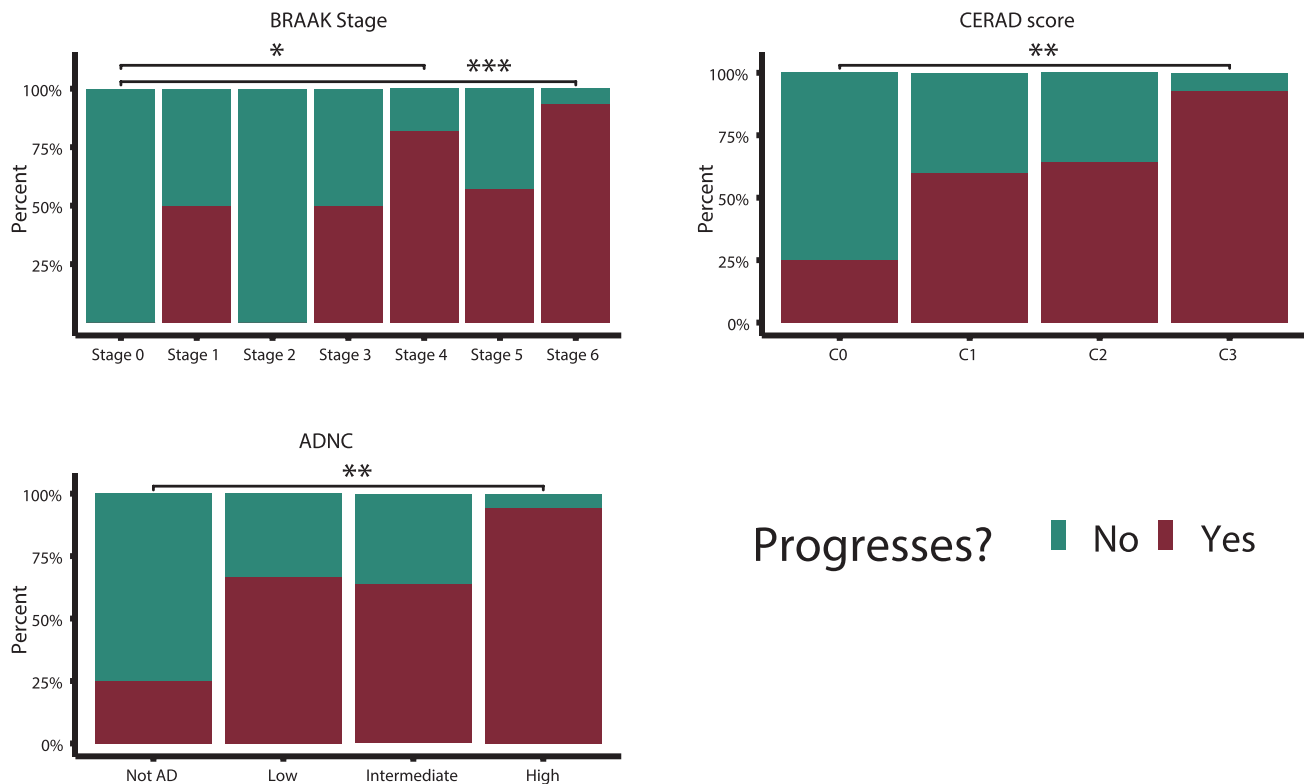 BRAAK Stage
*
***
Percent
100%
75%
50%
25%
Stage 0 Stage 1 Stage 2 Stage 3 Stage 4 Stage 5 Stage 6
CERAD score
**
Percent
100%
75%
50%
25%
0%
C0 C1 C2 C3
ADNC
**
Percent
100%
75%
50%
25%
0%
Not AD Low Intermediate High
Progresses? No Yes